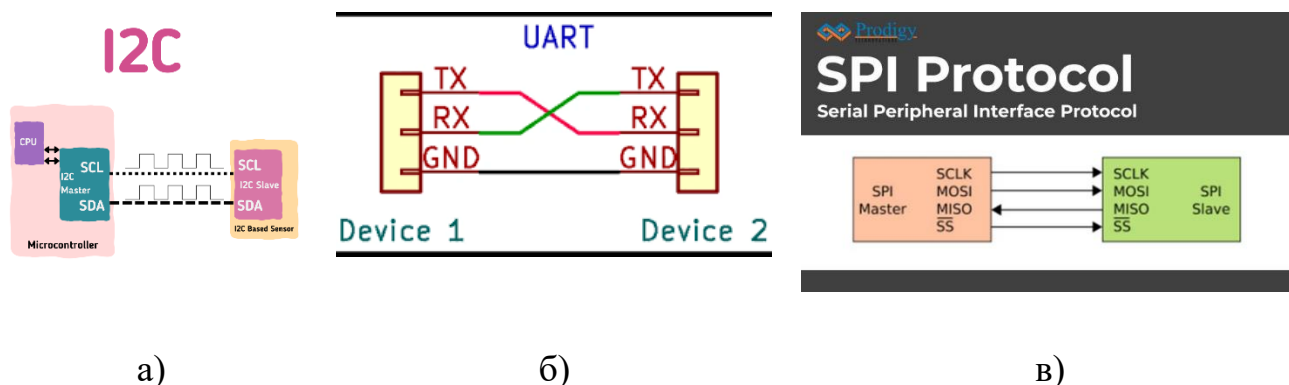 I2C
CPU
I2C
Master
SCL
SDA
SCL
I2C Slave
SDA
I2C Based Sensor
Microcontroller
UART
TX
TX
RX
RX
GND
GND
Device 1
Device 2
Prodigy
SPI Protocol
Serial Peripheral Interface Protocol
SPI
Master
SCLK
MOSI
MISO
SS
SCLK
MOSI
MISO
SS
SPI
Slave
а)
б)
в)